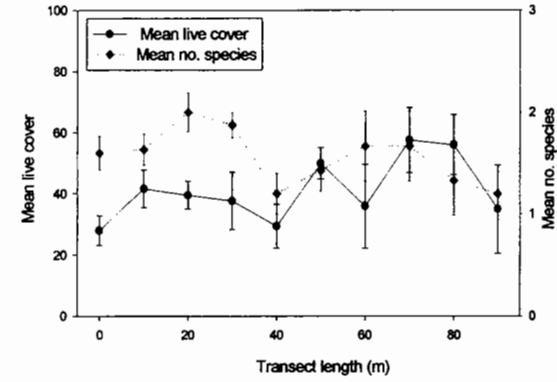 Mean live cover
Mean no. species
100
80
60
40
20
0
Mean live cover
3
2
1
0
Mean no. species
0 20 40 60 80
Transect length (m)